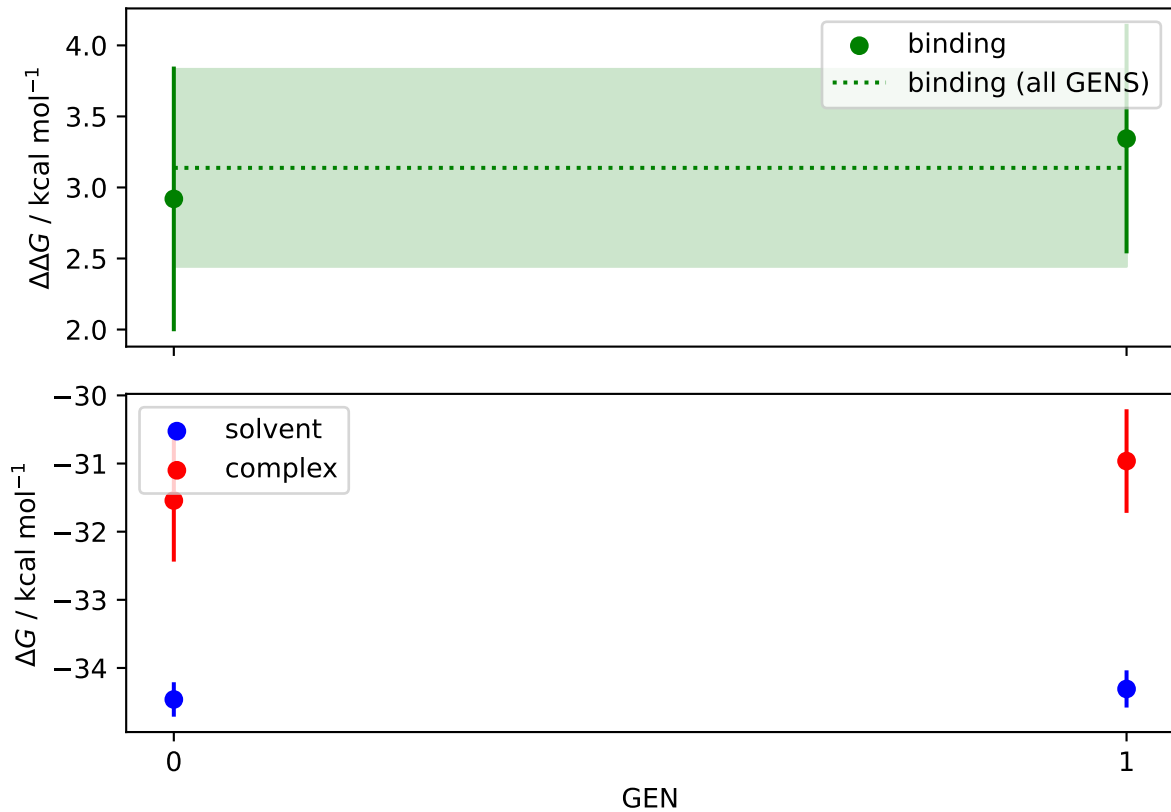 binding
binding (all GENS)
4.0
3.5
3.0
2.5
2.0
ΔΔG / kcal mol⁻¹
solvent
complex
−30
−31
−32
−33
−34
ΔG / kcal mol⁻¹
0
1
GEN